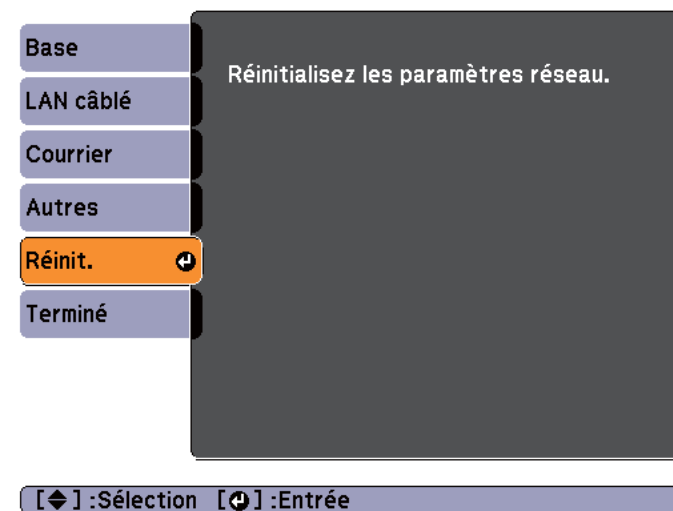 Base
Réinitialisez les paramètres réseau.
LAN câblé
Courrier
Autres
Réinit.
Terminé
[◆] :Sélection [↵] :Entrée